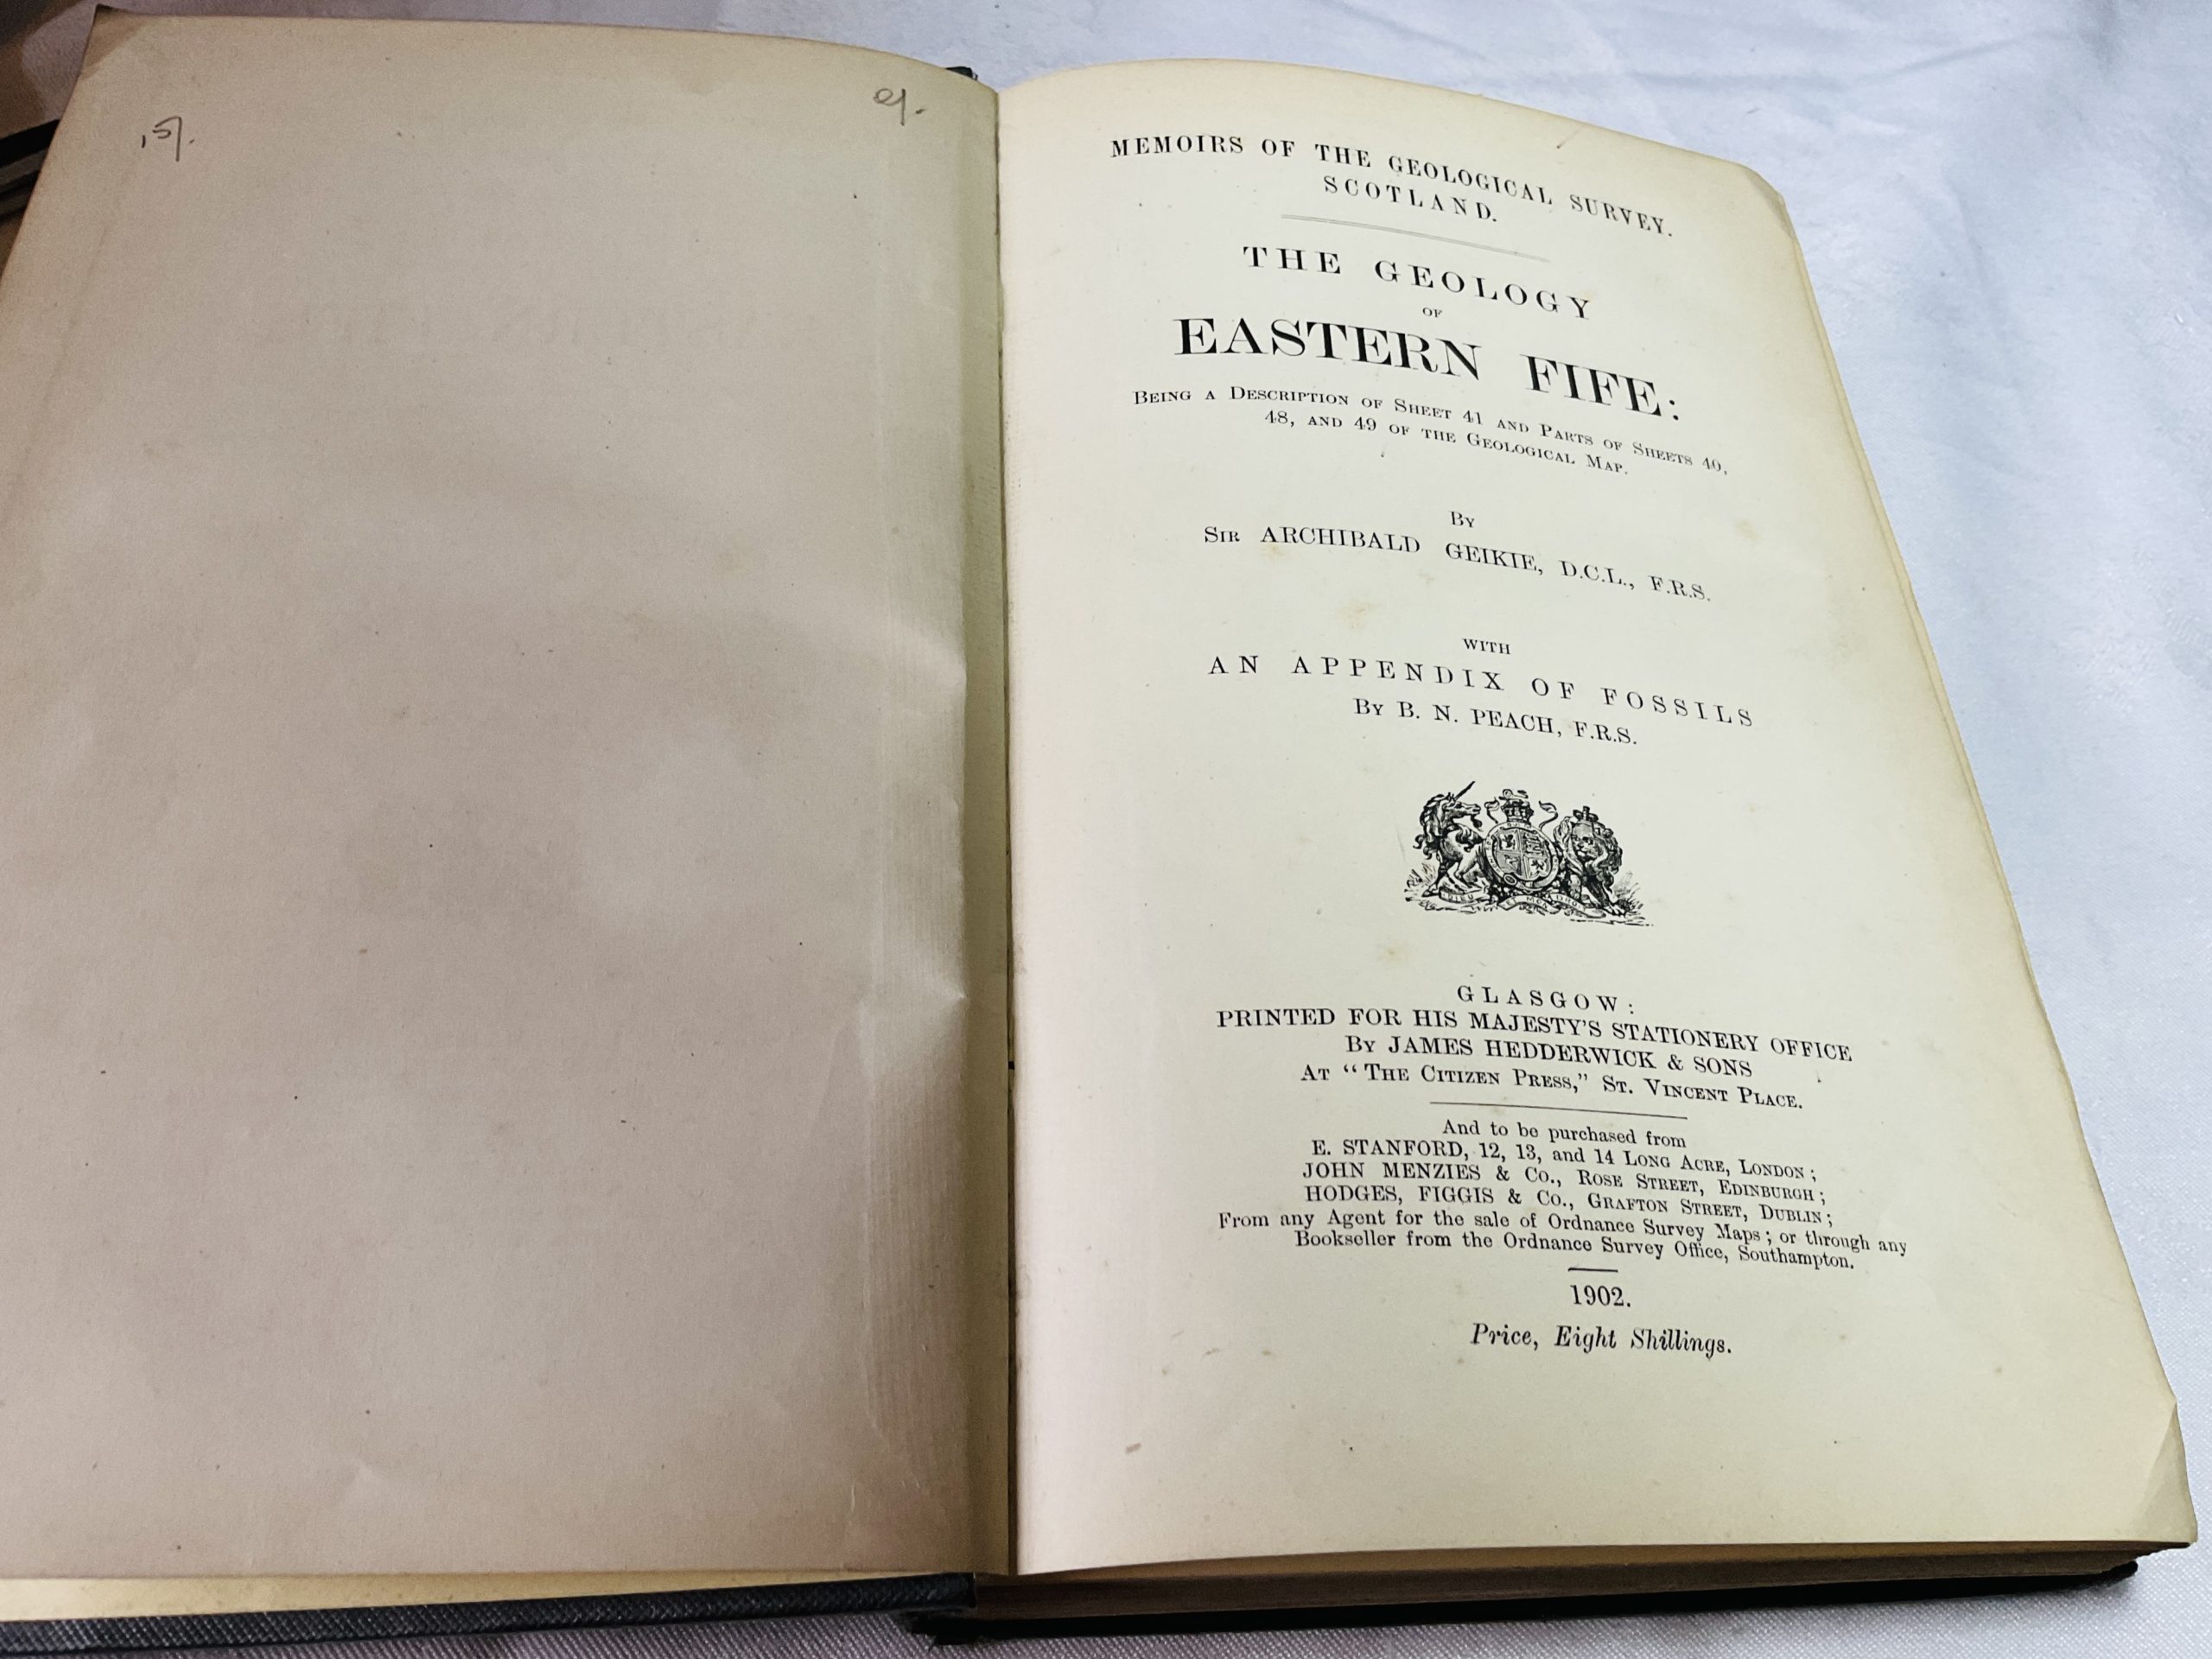 MEMOIRS OF THE GEOLOGICAL SURVEY.
SCOTLAND.
THE GEOLOGY
OF
EASTERN FIFE:
BEING A DESCRIPTION OF SHEET 41 AND PARTS OF SHEETS 40,
48, AND 49 OF THE GEOLOGICAL MAP.
BY
SIR ARCHIBALD GEIKIE, D.C.L., F.R.S.
WITH
AN APPENDIX OF FOSSILS
BY B. N. PEACH, F.R.S.
GLASGOW:
PRINTED FOR HIS MAJESTY'S STATIONERY OFFICE
BY JAMES HEDDERWICK & SONS
AT "THE CITIZEN PRESS," ST. VINCENT PLACE.
And to be purchased from
E. STANFORD, 12, 13, and 14 LONG ACRE, LONDON;
JOHN MENZIES & Co., ROSE STREET, EDINBURGH;
HODGES, FIGGIS & Co., GRAFTON STREET, DUBLIN;
From any Agent for the sale of Ordnance Survey Maps; or through any
Bookseller from the Ordnance Survey Office, Southampton.
1902.
Price, Eight Shillings.